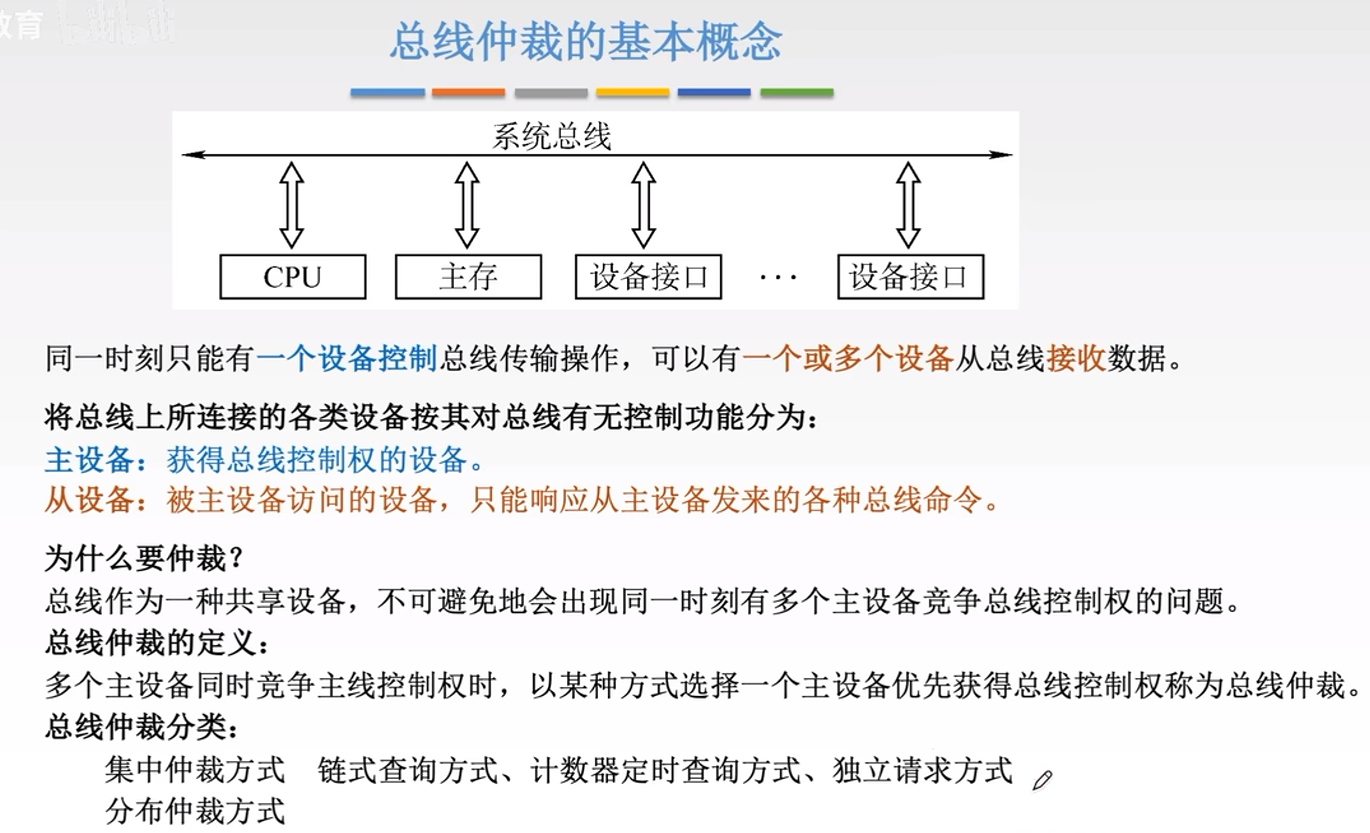 教育
总线仲裁的基本概念
系统总线
CPU 主存 设备接口 ··· 设备接口
同一时刻只能有一个设备控制总线传输操作，可以有一个或多个设备从总线接收数据。
将总线上所连接的各类设备按其对总线有无控制功能分为：
主设备：获得总线控制权的设备。
从设备：被主设备访问的设备，只能响应从主设备发来的各种总线命令。
为什么要仲裁？
总线作为一种共享设备，不可避免地会出现同一时刻有多个主设备竞争总线控制权的问题。
总线仲裁的定义：
多个主设备同时竞争主线控制权时，以某种方式选择一个主设备优先获得总线控制权称为总线仲裁。
总线仲裁分类：
集中仲裁方式 链式查询方式、计数器定时查询方式、独立请求方式
分布仲裁方式